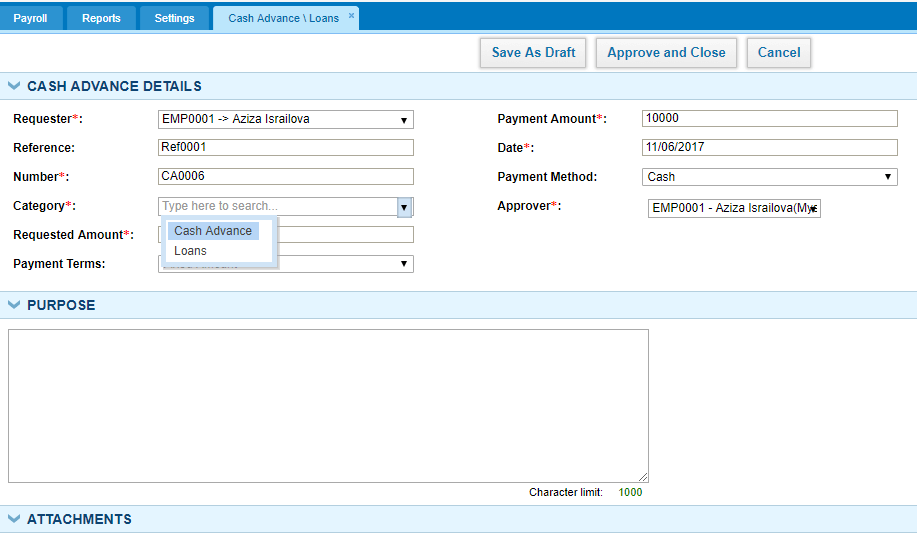 Payroll Reports Settings Cash Advance \ Loans ×
Save As Draft Approve and Close Cancel
CASH ADVANCE DETAILS
Requester*: EMP0001 -> Aziza Israilova Payment Amount*: 10000
Reference: Ref0001 Date*: 11/06/2017
Number*: CA0006 Payment Method: Cash
Category*: Type here to search... Approver*: EMP0001 - Aziza Israilova
Cash Advance
Requested Amount*:
Loans
Payment Terms:
PURPOSE
Character limit: 1000
ATTACHMENTS